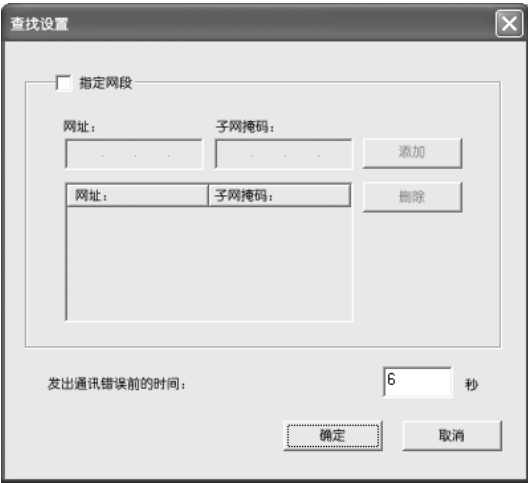 查找设置
指定网段
网址： 子网掩码：
. . . . . . 添加
网址： 子网掩码： 删除
发出通讯错误前的时间： 6 秒
确定 取消